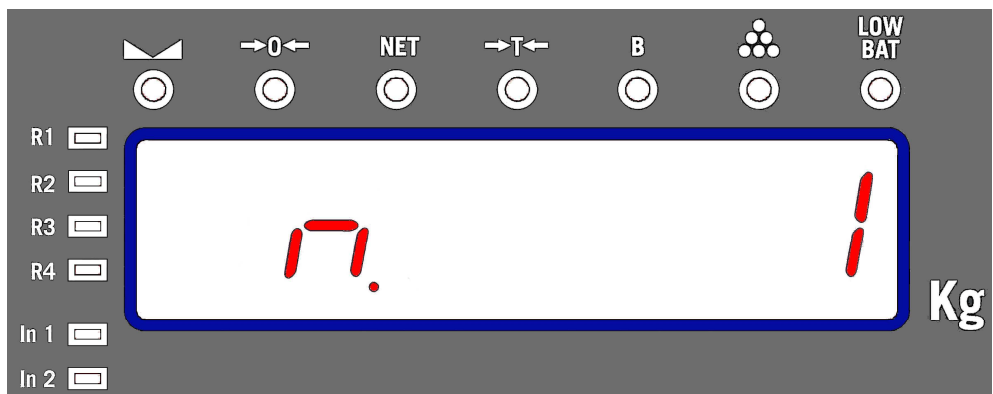 →0← NET →T← B LOW BAT
R1
R2
R3
R4
n. 1
Kg
In 1
In 2